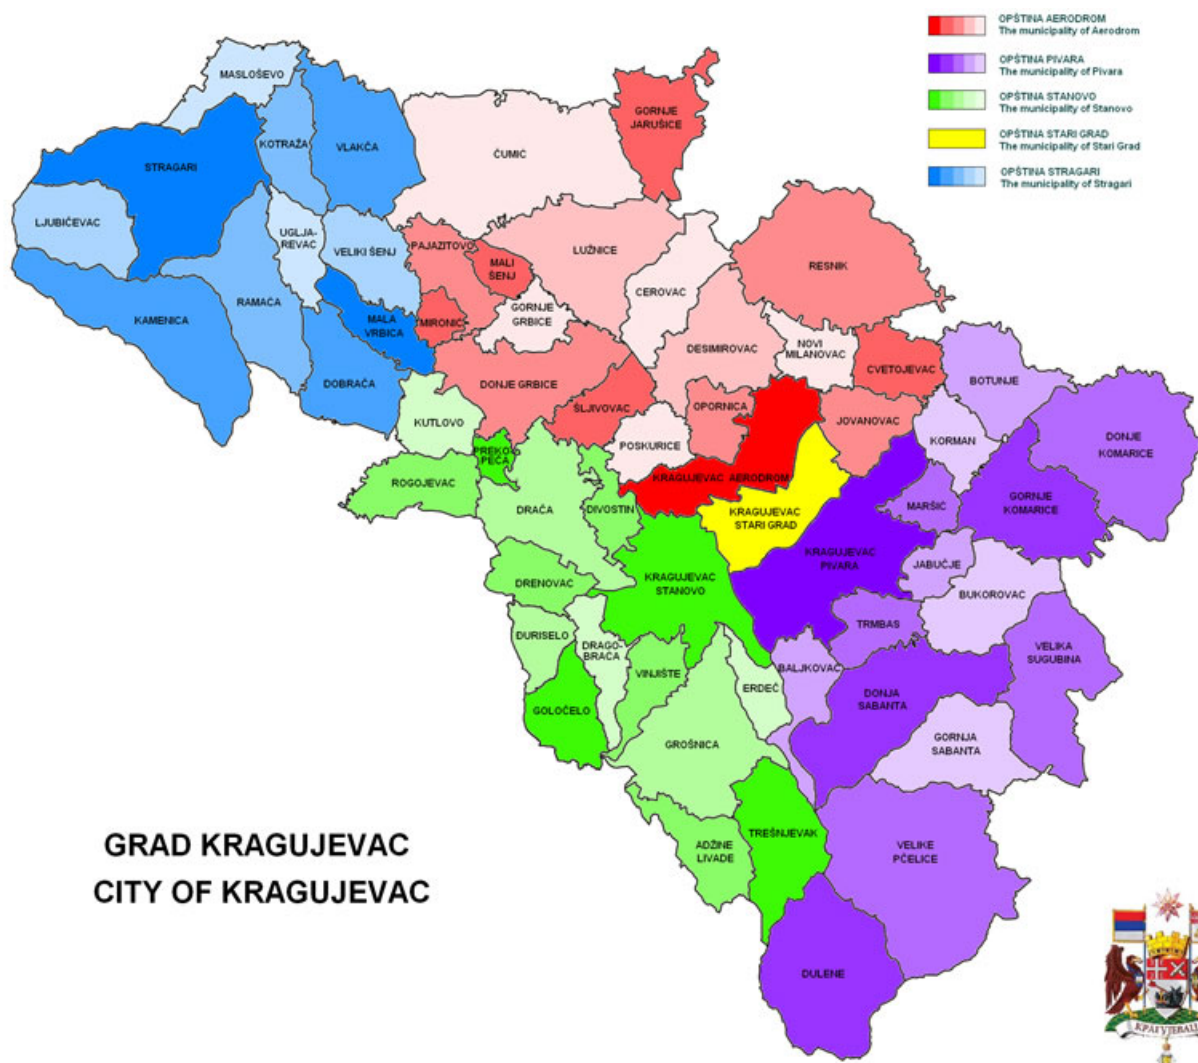 OPŠTINA AERODROM
The municipality of Aerodrom
OPŠTINA PIVARA
The municipality of Pivara
OPŠTINA STANOVO
The municipality of Stanovo
OPŠTINA STARI GRAD
The municipality of Stari Grad
OPŠTINA STRAGARI
The municipality of Stragari
MASLOŠEVO
GORNJE
JARUŠICE
KOTRAŽA
VLAKČA
ČUMIĆ
STRAGARI
LJUBIČEVAC
UGLJA-
REVAC
VELIKI ŠENJ
PAJAZITOVO
MALI
ŠENJ
LUŽNICE
RESNIK
CEROVAC
RAMAĆA
KAMENICA
MALA
VRBICA
MIRONIĆ
GORNJE
GRBICE
DESIMIROVAC
NOVI
MILANOVAC
CVETOJEVAC
BOTUNJE
DOBRAČA
DONJE GRBICE
ŠLJIVOVAC
OPORNICA
JOVANOVAC
KUTLOVO
POSKURICE
KORMAN
DONJE
KOMARICE
PREKO-
PEČA
ROGOJEVAC
KRAGUJEVAC AERODROM
DRAČA
DIVOSTIN
KRAGUJEVAC
STARI GRAD
MARŠIĆ
GORNJE
KOMARICE
KRAGUJEVAC
PIVARA
JABUČJE
DRENOVAC
KRAGUJEVAC
STANOVO
BUKOROVAC
TRMBAS
ĐURISELO
DRAGO-
BRAĆA
VINJIŠTE
BALJKOVAC
VELIKA
SUGUBINA
ERDEČ
DONJA
SABANTA
GOLOČELO
GROŠNICA
GORNJA
SABANTA
TREŠNJEVAK
ADŽINE
LIVADE
VELIKE
PČELICE
GRAD KRAGUJEVAC
CITY OF KRAGUJEVAC
DULENE